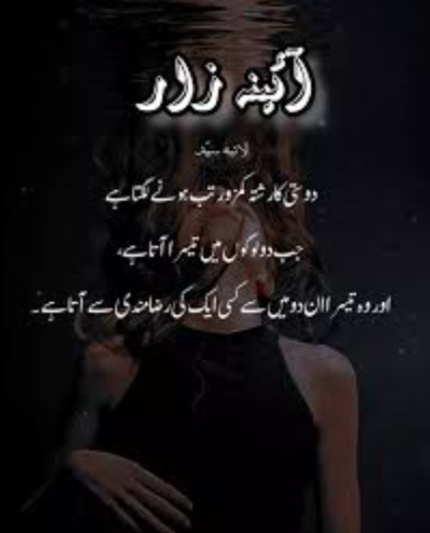 آئینہ زار
لائبہ سیّد
دوستی کا رشتہ کمزور تب ہونے لگتا ہے
جب دو لوگوں میں تیسرا آتا ہے،
اور وہ تیسرا ان دو میں سے کسی ایک کی رضامندی سے آتا ہے۔